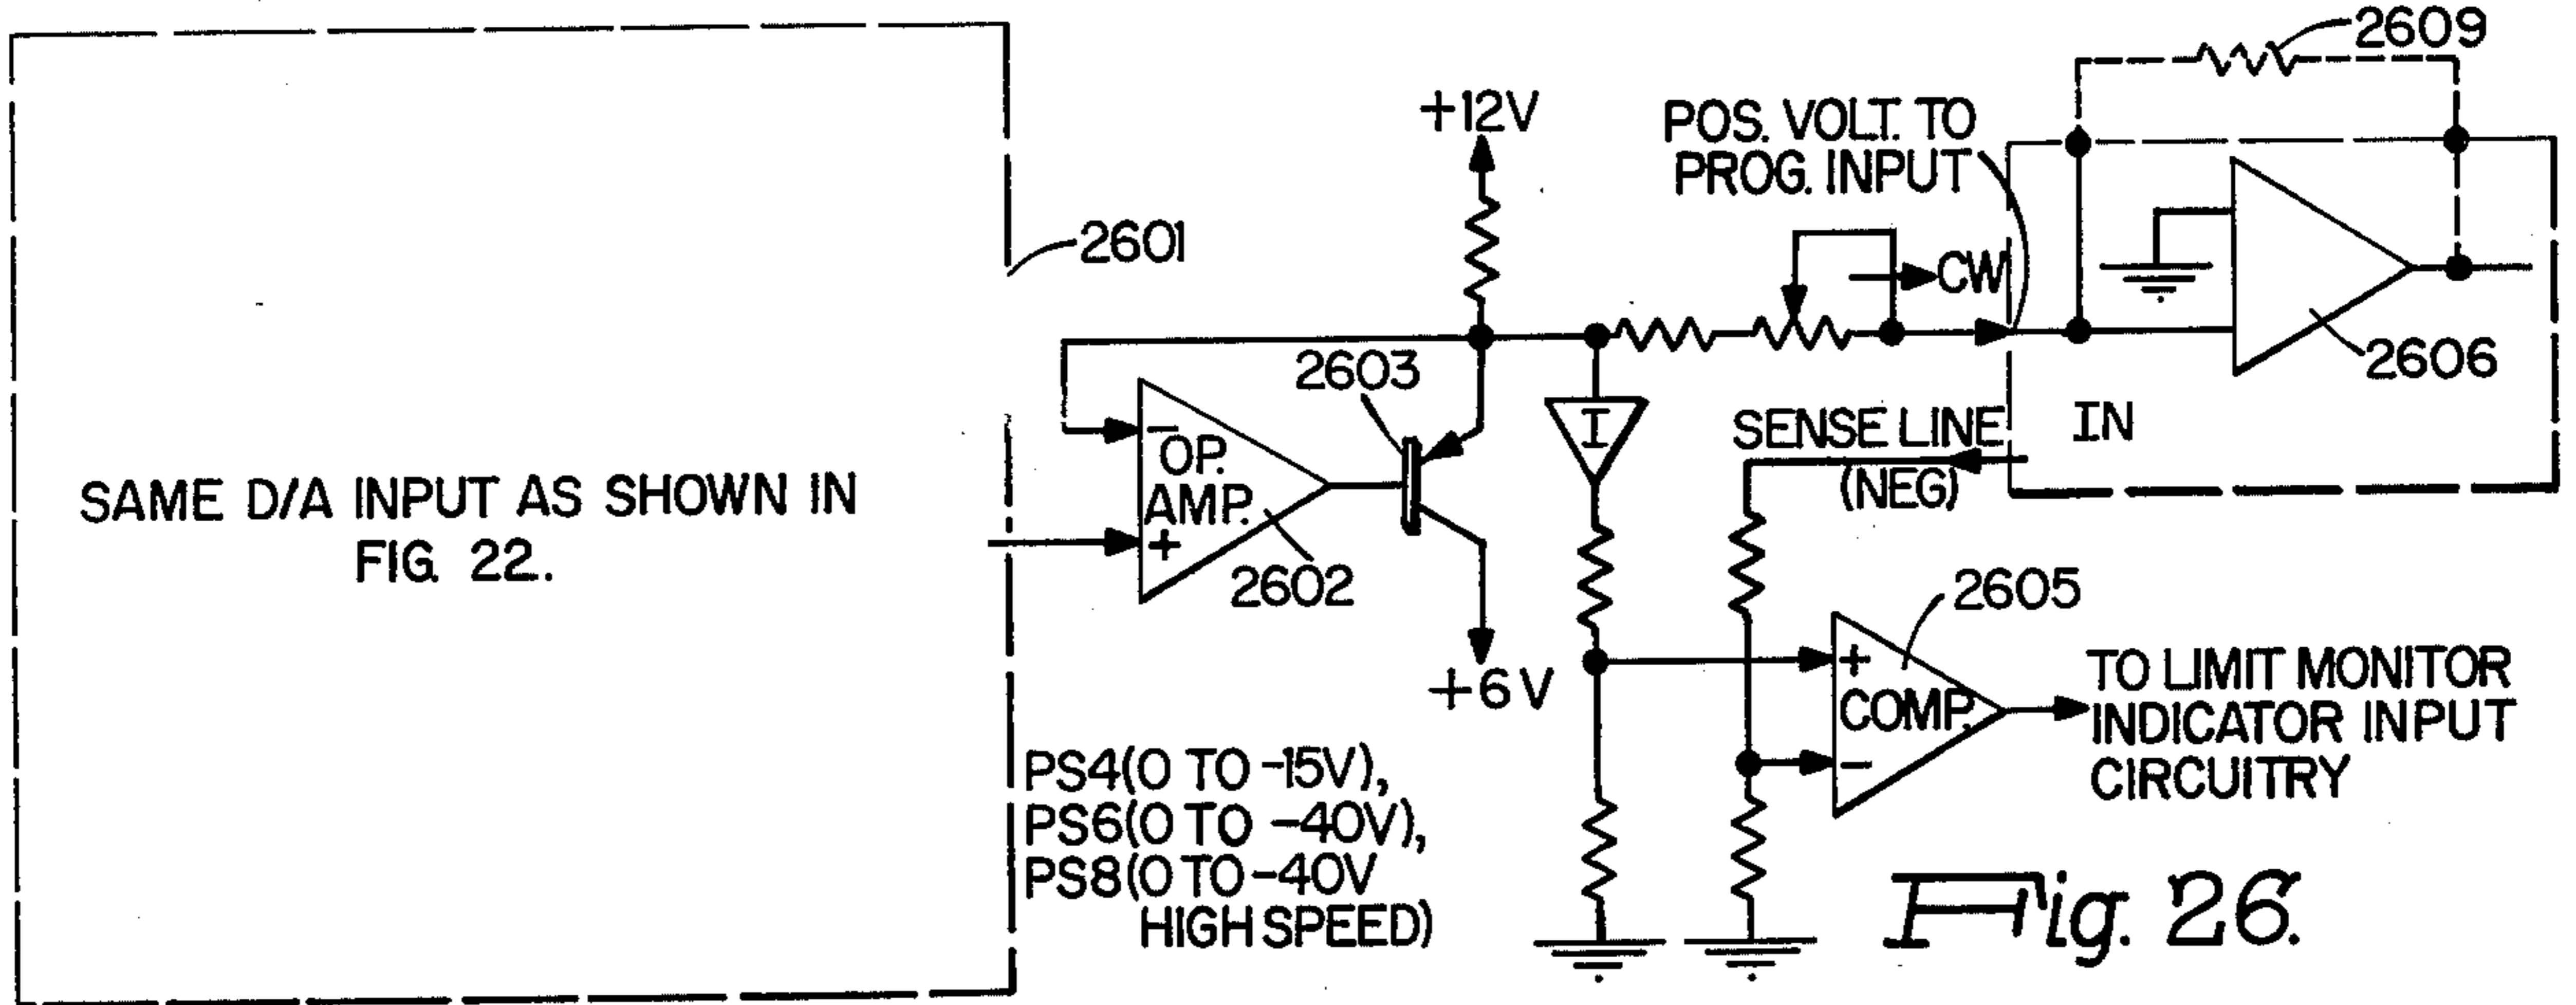 2609
+12V
POS. VOLT. TO
PROG. INPUT
2601
CW
2606
2603
SENSE LINE
(NEG)
IN
I
SAME D/A INPUT AS SHOWN IN
FIG. 22.
-
OP.
AMP.
+
2602
2605
+6V
+
COMP.
-
TO LIMIT MONITOR
INDICATOR INPUT
CIRCUITRY
PS4(0 TO -15V),
PS6(0 TO -40V),
PS8(0 TO -40V
HIGH SPEED)
Fig. 26.